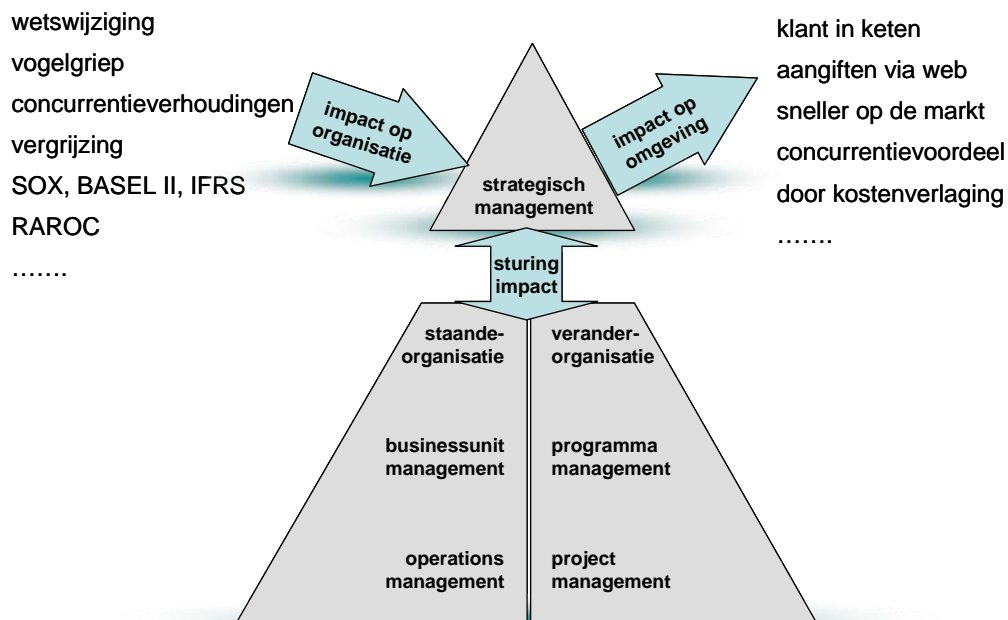 wetswijziging
vogelgriep
concurrentieverhoudingen
vergrijzing
SOX, BASEL II, IFRS
RAROC
…….
impact op
organisatie
impact op
omgeving
klant in keten
aangiften via web
sneller op de markt
concurrentievoordeel
door kostenverlaging
…….
strategisch
management
sturing
impact
staande-
organisatie
verander-
organisatie
businessunit
management
programma
management
operations
management
project
management